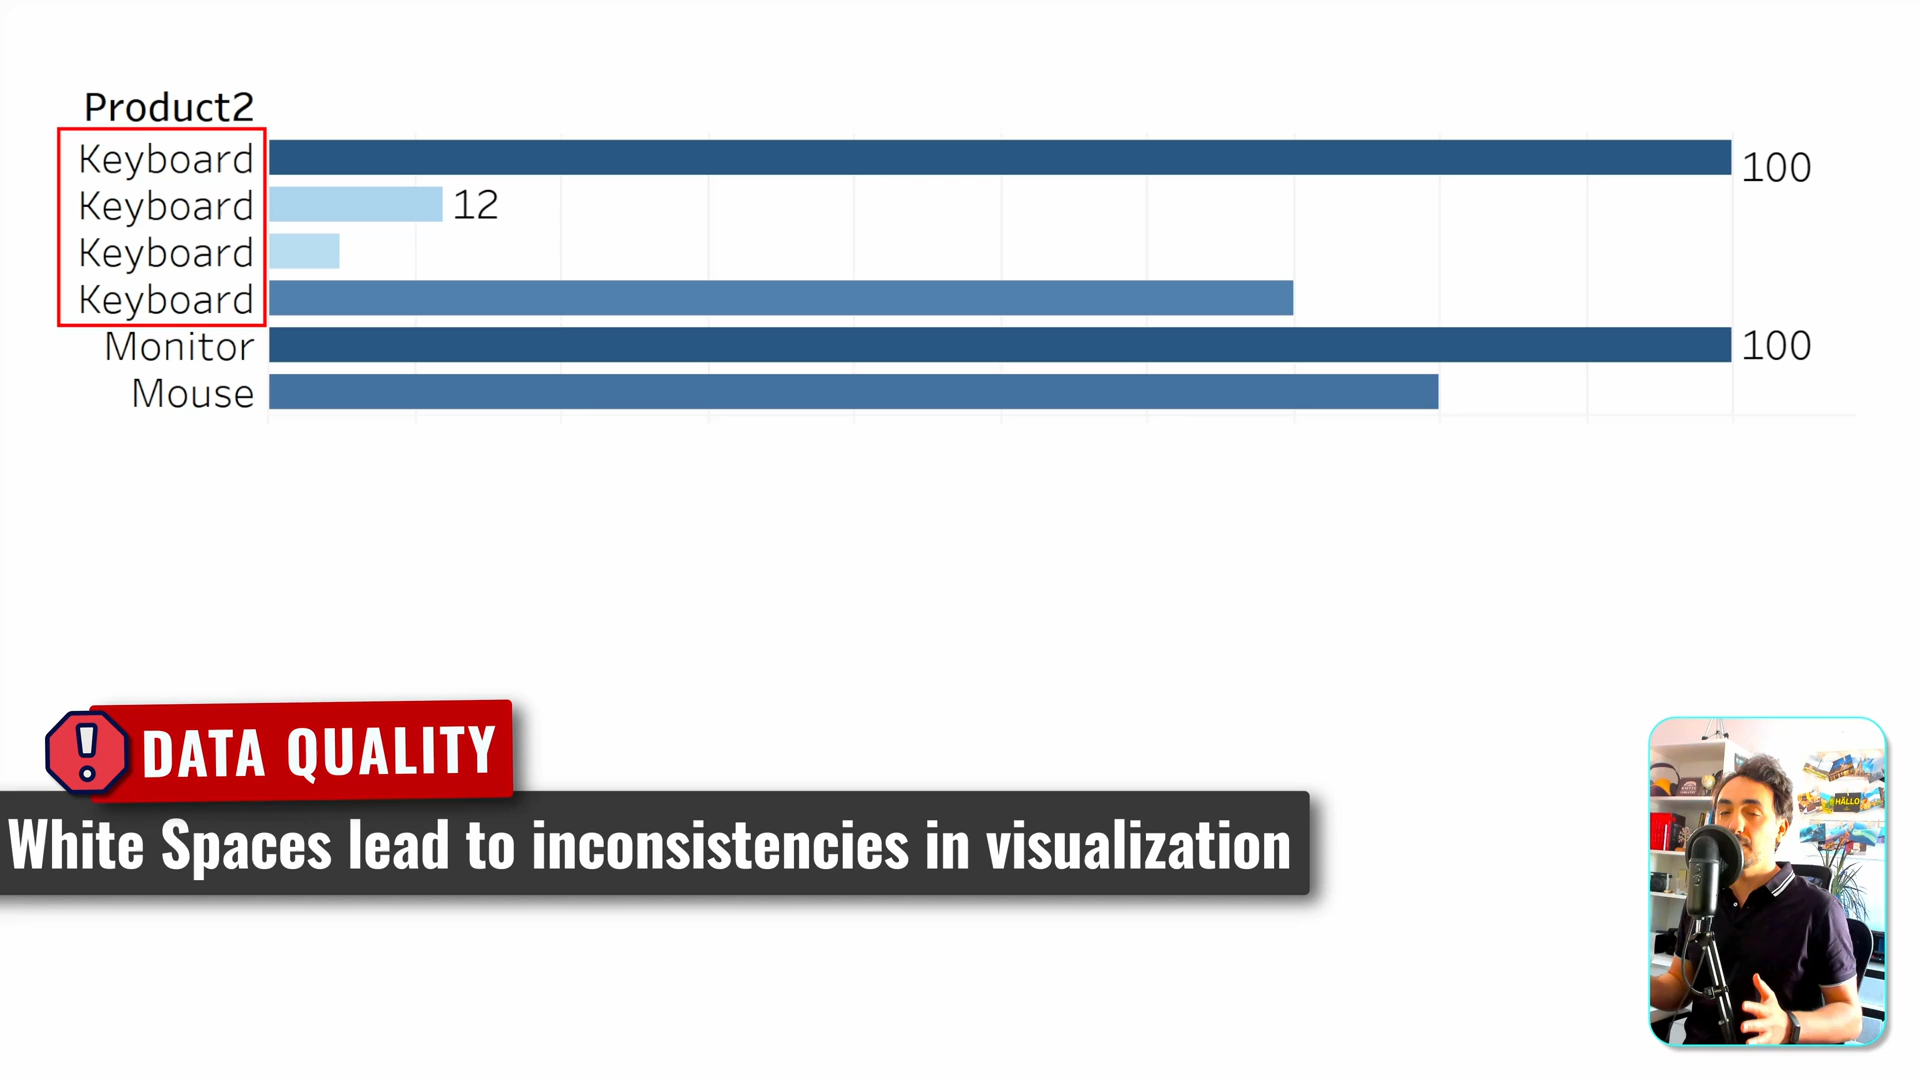 Product2
Keyboard 100
Keyboard 12
Keyboard
Keyboard
Monitor 100
Mouse
DATA QUALITY
White Spaces lead to inconsistencies in visualization
HALLO